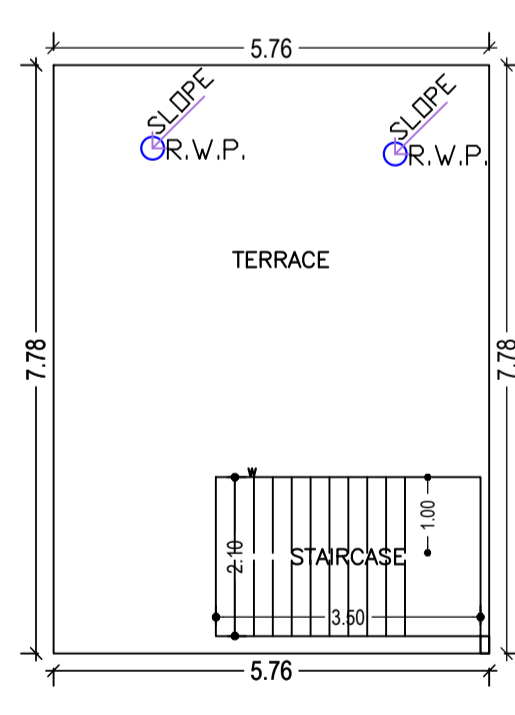 5.76
SLOPE
SLOPE
R.W.P.
R.W.P.
TERRACE
7.78
7.78
W
1.00
2.10
STAIRCASE
3.50
5.76